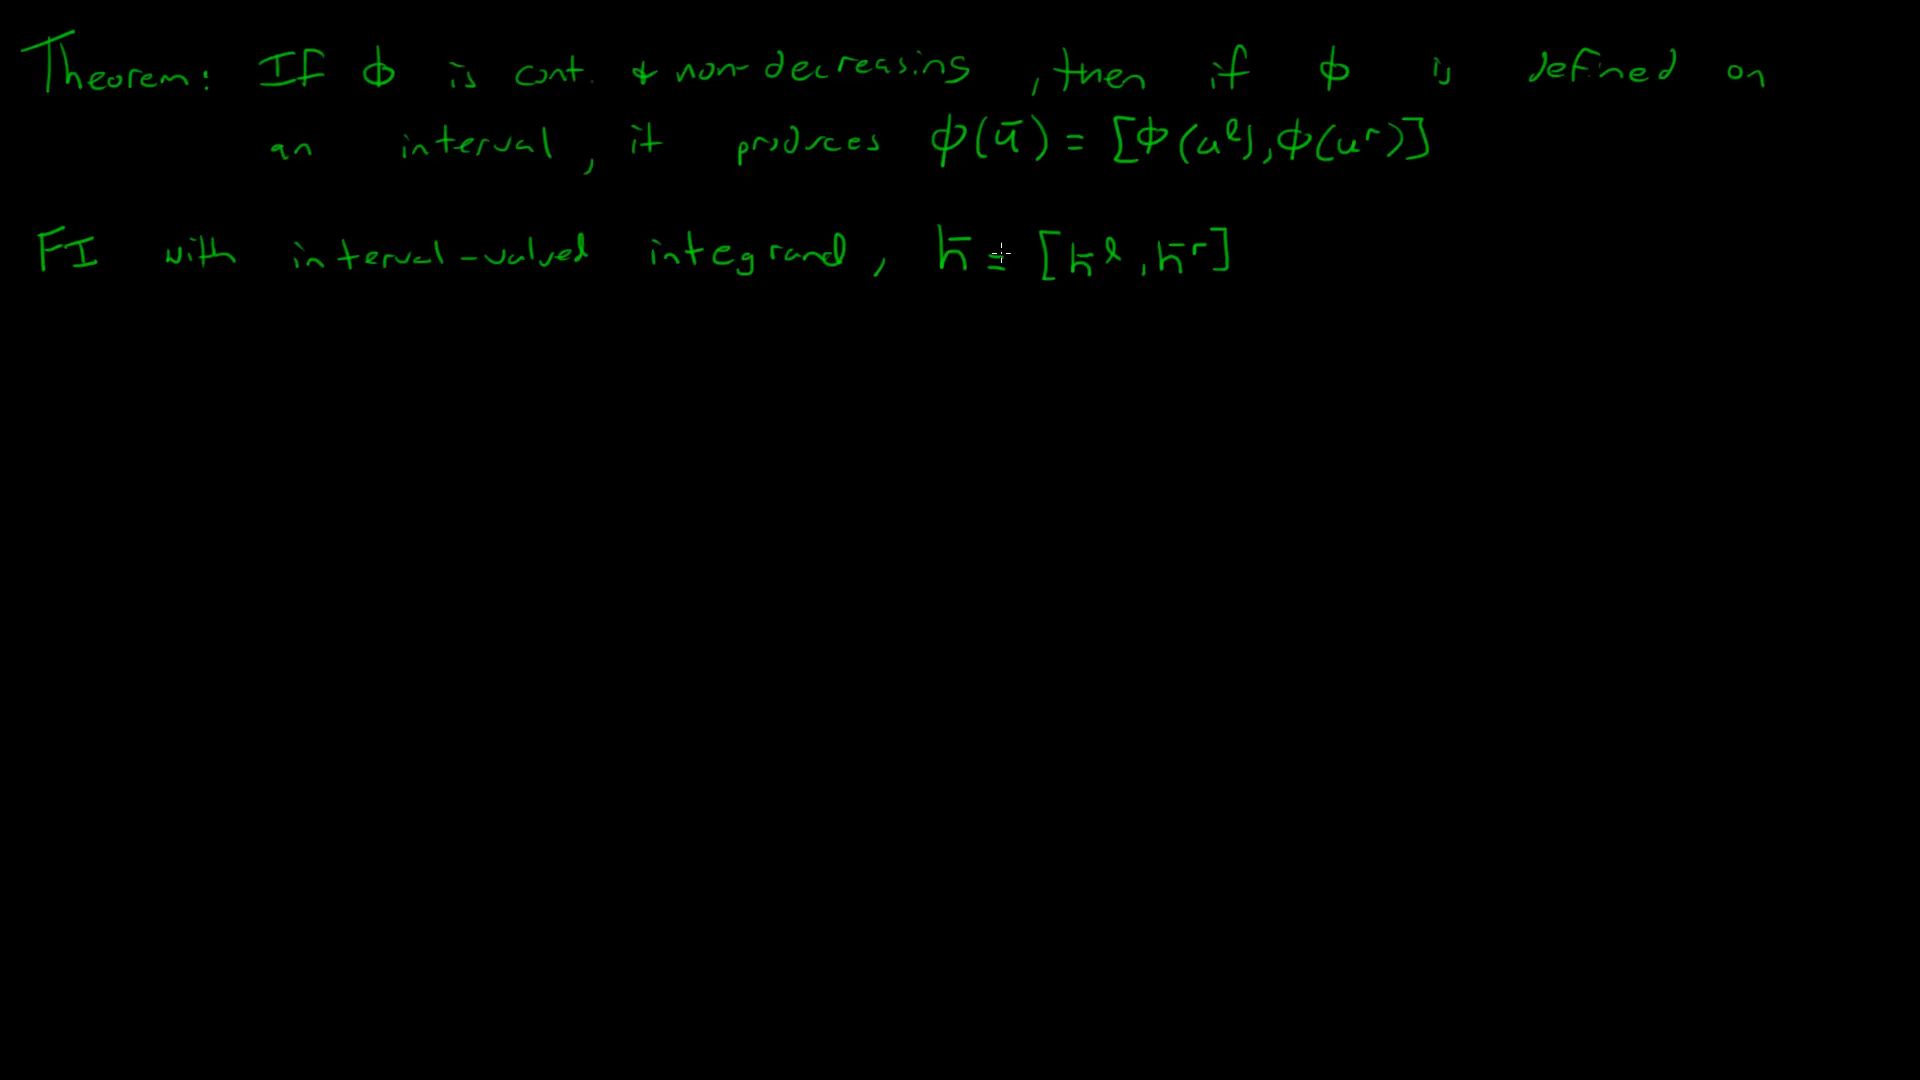 Theorem: If ϕ is cont. & non-decreasing, then if ϕ is defined on
an interval, it produces ϕ(ū) = [ϕ(uˡ), ϕ(uʳ)]
FI with interval-valued integrand, h̄ = [h̄ˡ, h̄ʳ]